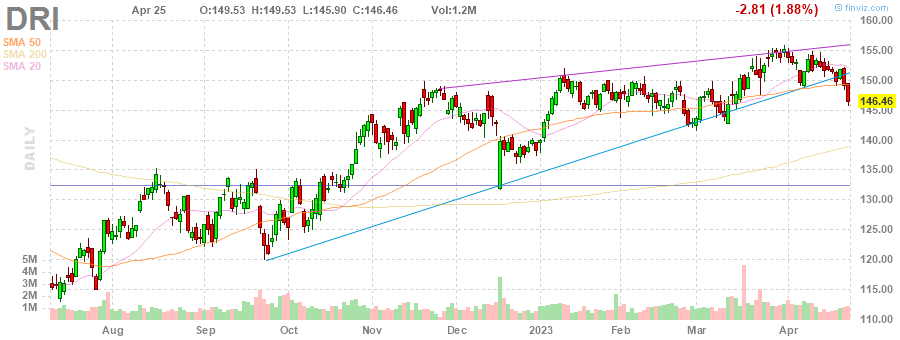 DRI
Apr 25 O:149.53 H:149.53 L:145.90 C:146.46 Vol:1.2M -2.81 (1.88%)
© finviz.com
SMA 50
SMA 200
SMA 20
DAILY
160.00
155.00
150.00
146.46
145.00
140.00
135.00
130.00
125.00
120.00
115.00
110.00
5M
4M
3M
2M
1M
Aug Sep Oct Nov Dec 2023 Feb Mar Apr